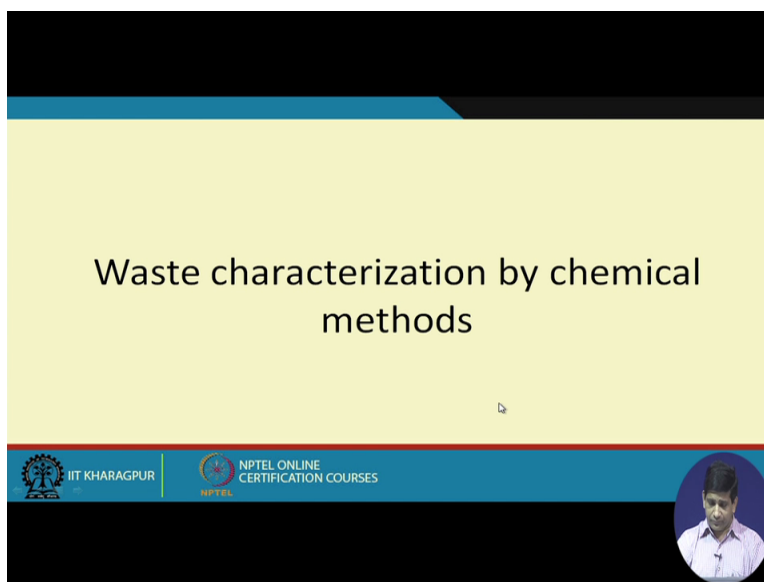 Waste characterization by chemical
methods
IIT KHARAGPUR
NPTEL
NPTEL ONLINE
CERTIFICATION COURSES